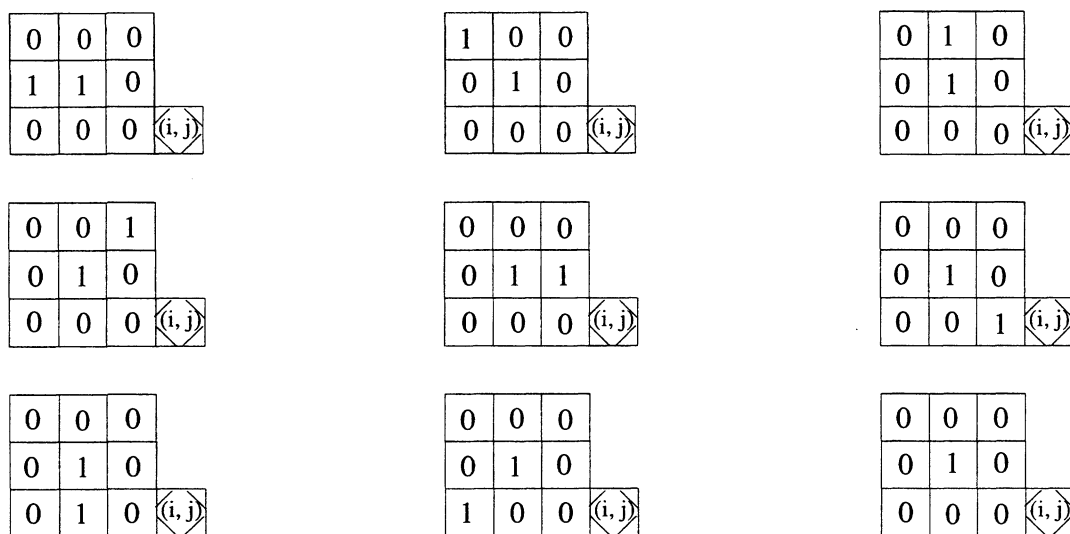 0 0 0 1 0 0 0 1 0
1 1 0 0 1 0 0 1 0
0 0 0 (i, j) 0 0 0 (i, j) 0 0 0 (i, j)
0 0 1 0 0 0 0 0 0
0 1 0 0 1 1 0 1 0
0 0 0 (i, j) 0 0 0 (i, j) 0 0 1 (i, j)
0 0 0 0 0 0 0 0 0
0 1 0 0 1 0 0 1 0
0 1 0 (i, j) 1 0 0 (i, j) 0 0 0 (i, j)